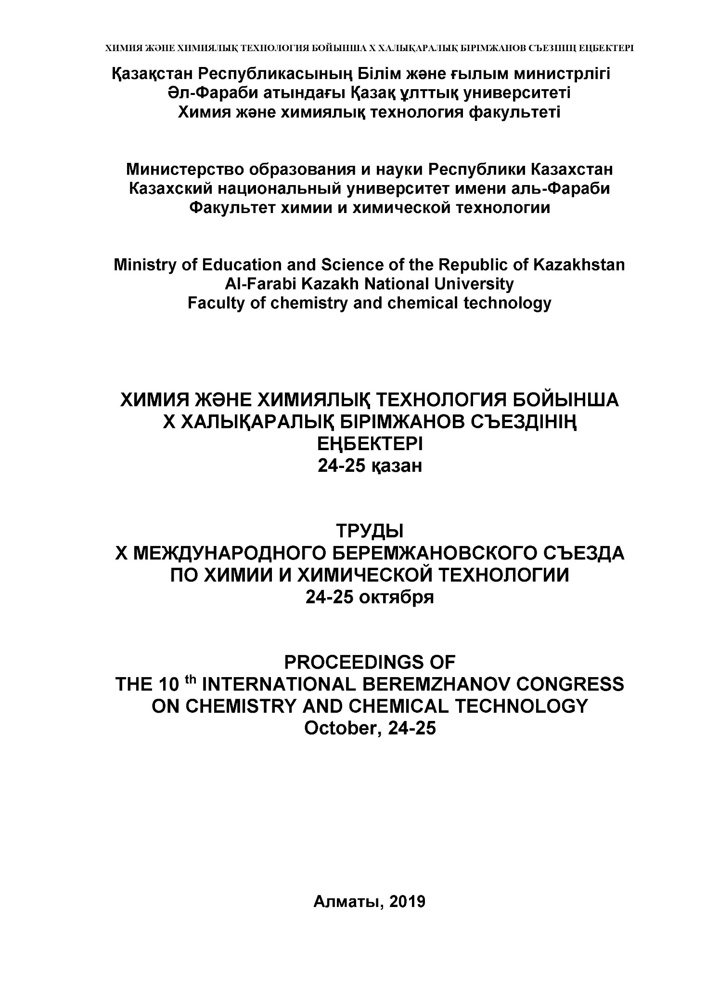 ХИМИЯ ЖӘНЕ ХИМИЯЛЫҚ ТЕХНОЛОГИЯ БОЙЫНША Х ХАЛЫҚАРАЛЫҚ БІРІМЖАНОВ СЪЕЗІНІҢ ЕҢБЕКТЕРІ
Қазақстан Республикасының Білім және ғылым министрлігі
Әл-Фараби атындағы Қазақ ұлттық университеті
Химия және химиялық технология факультеті
Министерство образования и науки Республики Казахстан
Казахский национальный университет имени аль-Фараби
Факультет химии и химической технологии
Ministry of Education and Science of the Republic of Kazakhstan
Al-Farabi Kazakh National University
Faculty of chemistry and chemical technology
ХИМИЯ ЖӘНЕ ХИМИЯЛЫҚ ТЕХНОЛОГИЯ БОЙЫНША
Х ХАЛЫҚАРАЛЫҚ БІРІМЖАНОВ СЪЕЗДІНІҢ
ЕҢБЕКТЕРІ
24-25 қазан
ТРУДЫ
Х МЕЖДУНАРОДНОГО БЕРЕМЖАНОВСКОГО СЪЕЗДА
ПО ХИМИИ И ХИМИЧЕСКОЙ ТЕХНОЛОГИИ
24-25 октября
PROCEEDINGS OF
THE 10 th INTERNATIONAL BEREMZHANOV CONGRESS
ON CHEMISTRY AND CHEMICAL TECHNOLOGY
October, 24-25
Алматы, 2019